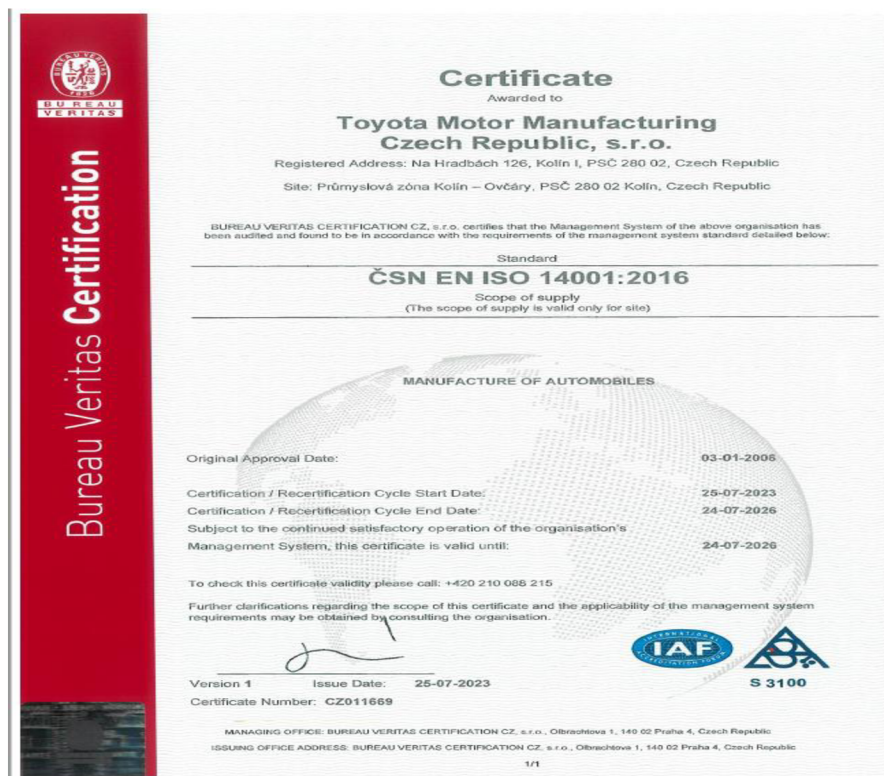 BUREAU
VERITAS
Bureau Veritas Certification
Certificate
Awarded to
Toyota Motor Manufacturing
Czech Republic, s.r.o.
Registered Address: Na Hradbách 126, Kolín I, PSČ 280 02, Czech Republic
Site: Průmyslová zóna Kolín – Ovčáry, PSČ 280 02 Kolín, Czech Republic
BUREAU VERITAS CERTIFICATION CZ, s.r.o. certifies that the Management System of the above organisation has
been audited and found to be in accordance with the requirements of the management system standard detailed below:
Standard
ČSN EN ISO 14001:2016
Scope of supply
(The scope of supply is valid only for site)
MANUFACTURE OF AUTOMOBILES
Original Approval Date: 03-01-2006
Certification / Recertification Cycle Start Date: 25-07-2023
Certification / Recertification Cycle End Date: 24-07-2026
Subject to the continued satisfactory operation of the organisation's
Management System, this certificate is valid until: 24-07-2026
To check this certificate validity please call: +420 210 088 215
Further clarifications regarding the scope of this certificate and the applicability of the management system
requirements may be obtained by consulting the organisation.
INTERNATIONAL
IAF
ACCREDITATION FORUM
S 3100
Version 1 Issue Date: 25-07-2023
Certificate Number: CZ011669
MANAGING OFFICE: BUREAU VERITAS CERTIFICATION CZ, s.r.o., Olbrachtova 1, 140 02 Praha 4, Czech Republic
ISSUING OFFICE ADDRESS: BUREAU VERITAS CERTIFICATION CZ, s.r.o., Olbrachtova 1, 140 02 Praha 4, Czech Republic
1/1